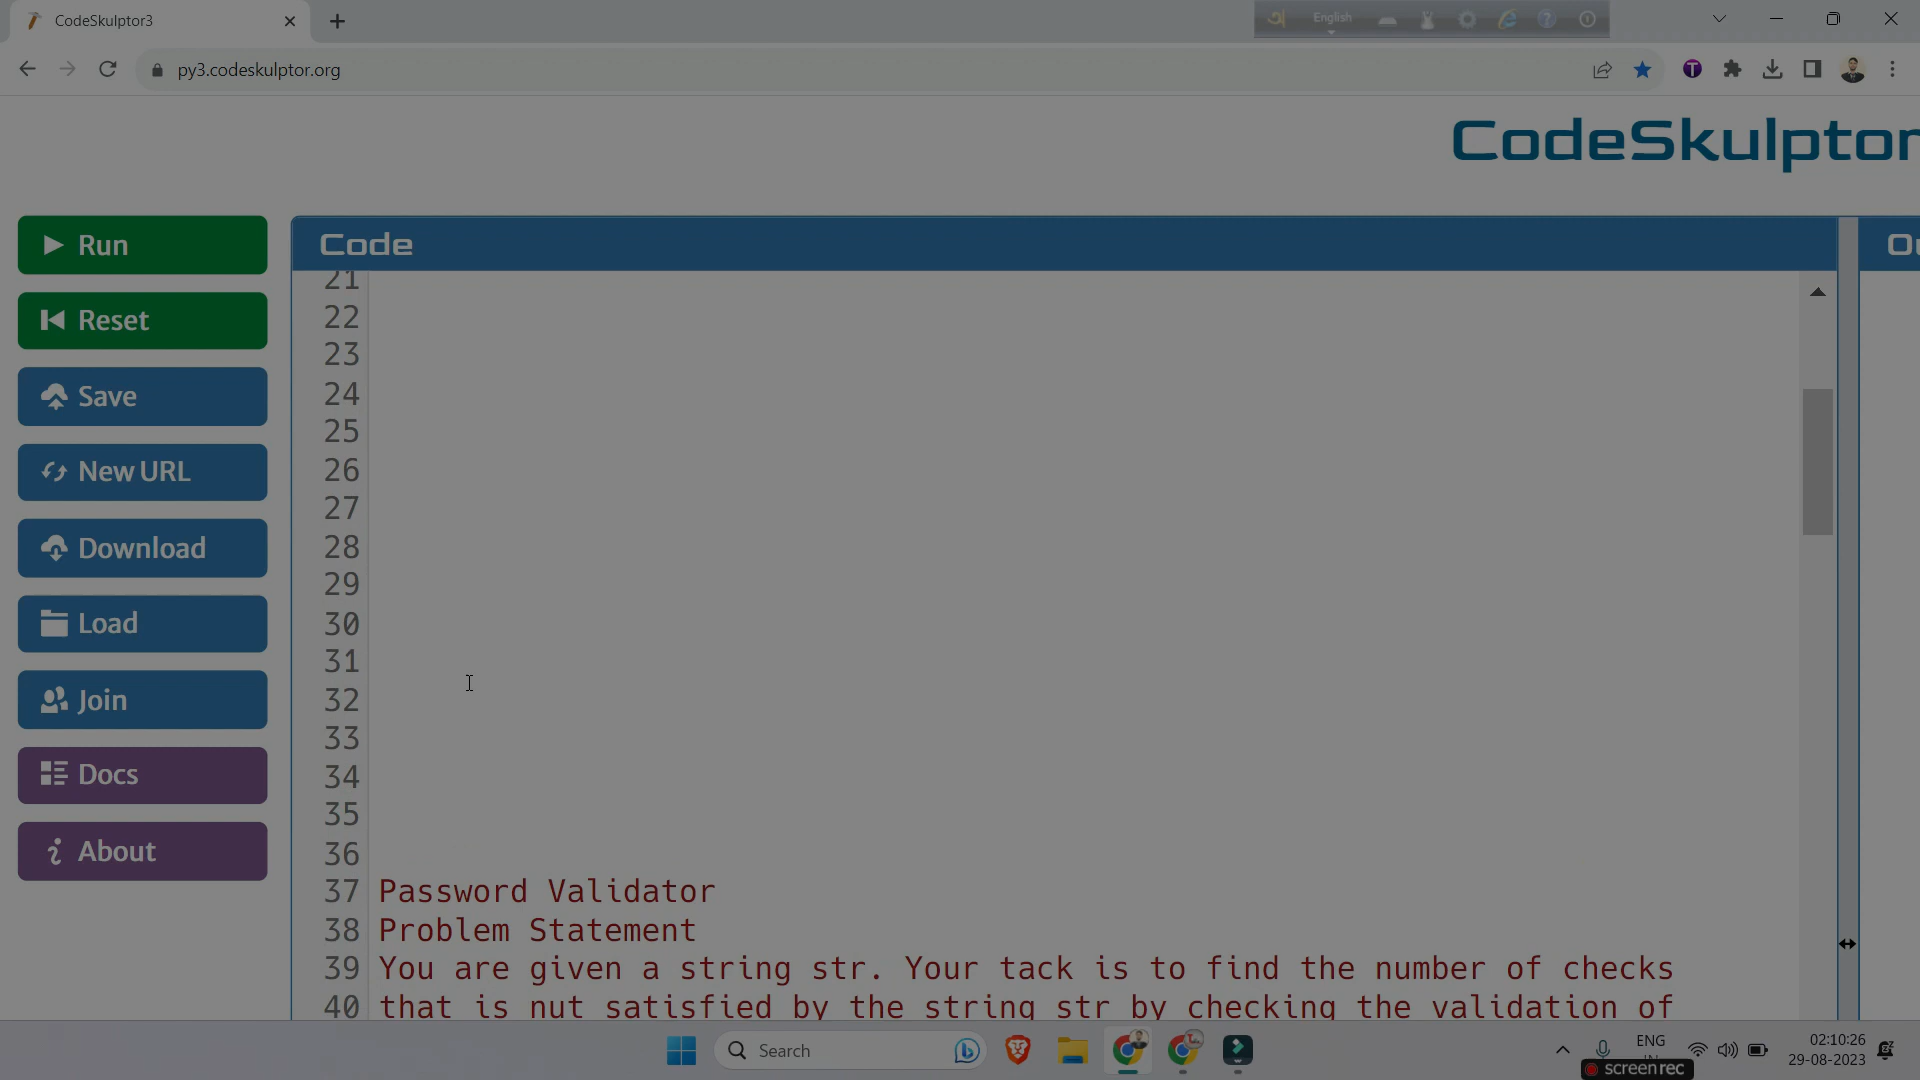 CodeSkulptor3
English
py3.codeskulptor.org
CodeSkulptor
Run
Reset
Save
New URL
Download
Load
Join
Docs
About
Code
Ou
21
22
23
24
25
26
27
28
29
30
31
32
33
34
35
36
37 Password Validator
38 Problem Statement
39 You are given a string str. Your tack is to find the number of checks
40 that is nut satisfied by the string str by checking the validation of
Search
ENG
IN
02:10:26
29-08-2023
screenrec